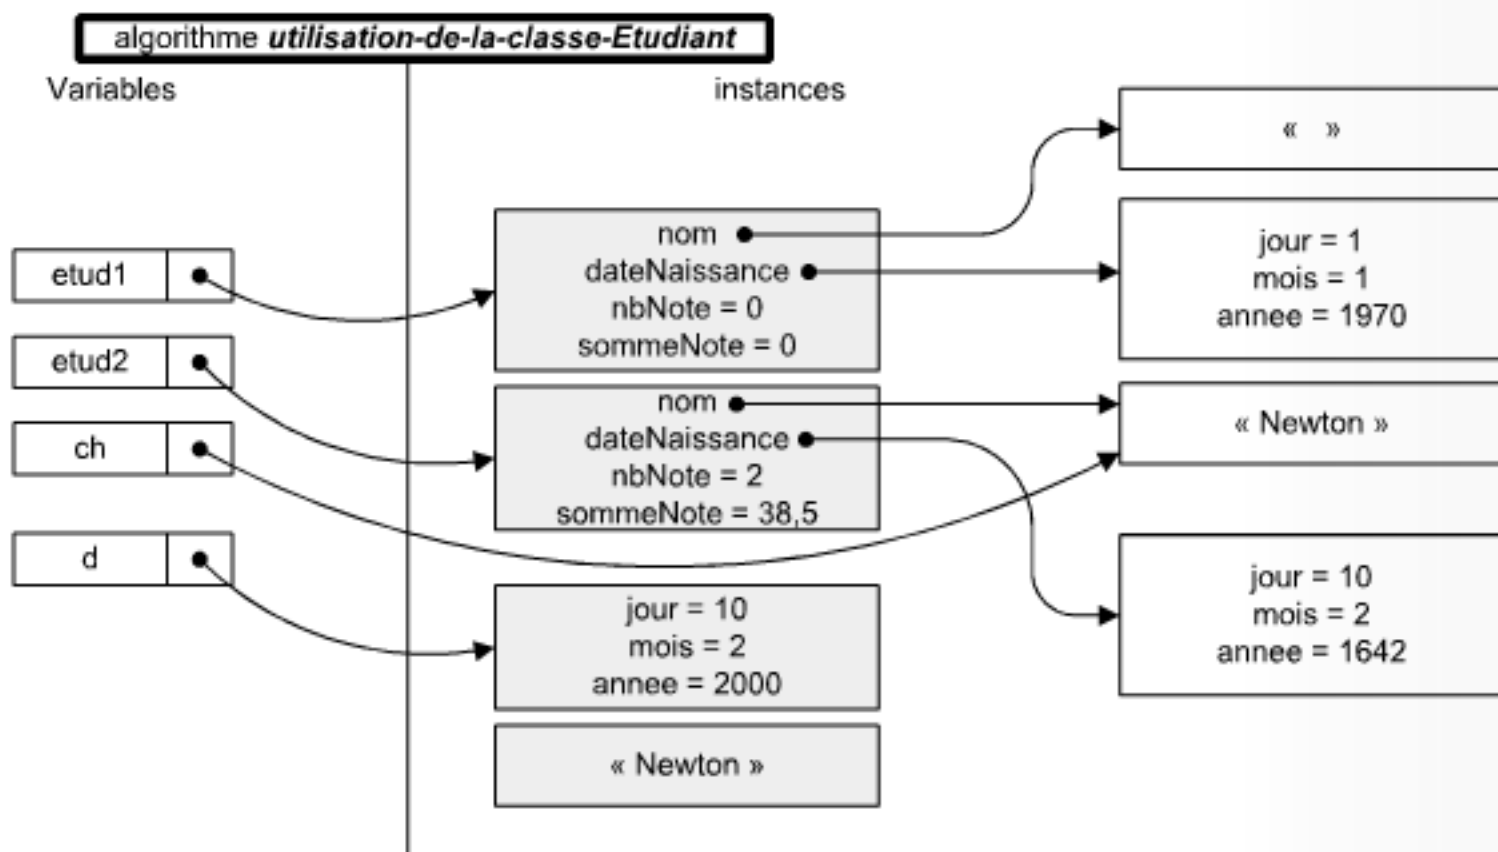 algorithme utilisation-de-la-classe-Etudiant
Variables
instances
etud1
etud2
ch
d
nom
dateNaissance
nbNote = 0
sommeNote = 0
nom
dateNaissance
nbNote = 2
sommeNote = 38,5
jour = 10
mois = 2
annee = 2000
« Newton »
« »
jour = 1
mois = 1
annee = 1970
« Newton »
jour = 10
mois = 2
annee = 1642